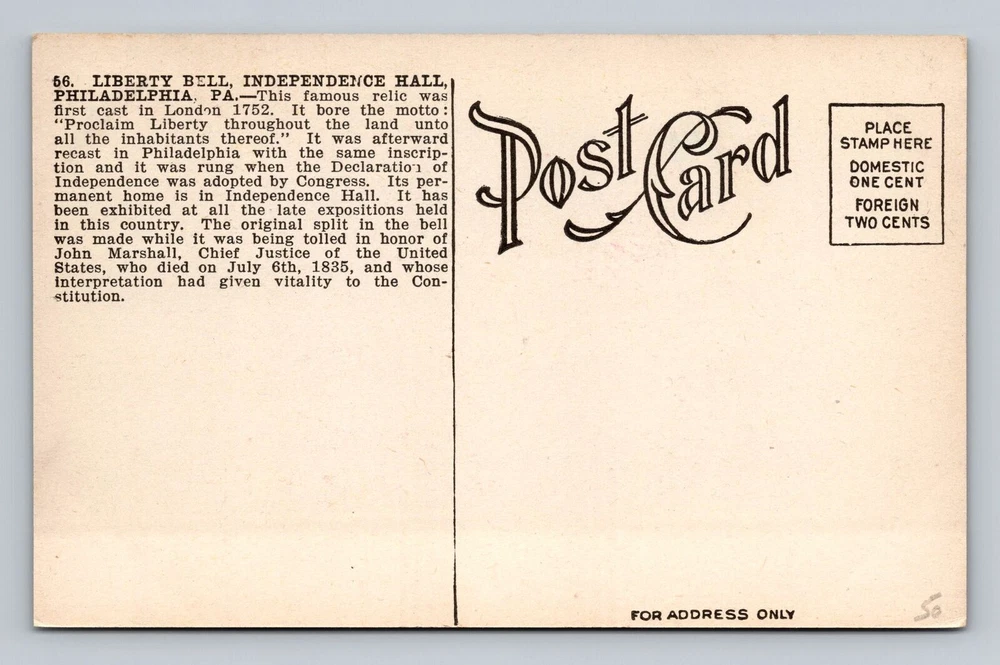 56. LIBERTY BELL, INDEPENDENCE HALL,
PHILADELPHIA, PA.—This famous relic was
first cast in London 1752. It bore the motto:
"Proclaim Liberty throughout the land unto
all the inhabitants thereof." It was afterward
recast in Philadelphia with the same inscrip-
tion and it was rung when the Declaration of
Independence was adopted by Congress. Its per-
manent home is in Independence Hall. It has
been exhibited at all the late expositions held
in this country. The original split in the bell
was made while it was being tolled in honor of
John Marshall, Chief Justice of the United
States, who died on July 6th, 1835, and whose
interpretation had given vitality to the Con-
stitution.
Post Card
PLACE
STAMP HERE
DOMESTIC
ONE CENT
FOREIGN
TWO CENTS
FOR ADDRESS ONLY
50